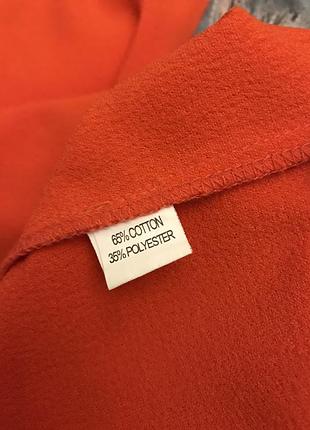 65% COTTON
35% POLYESTER